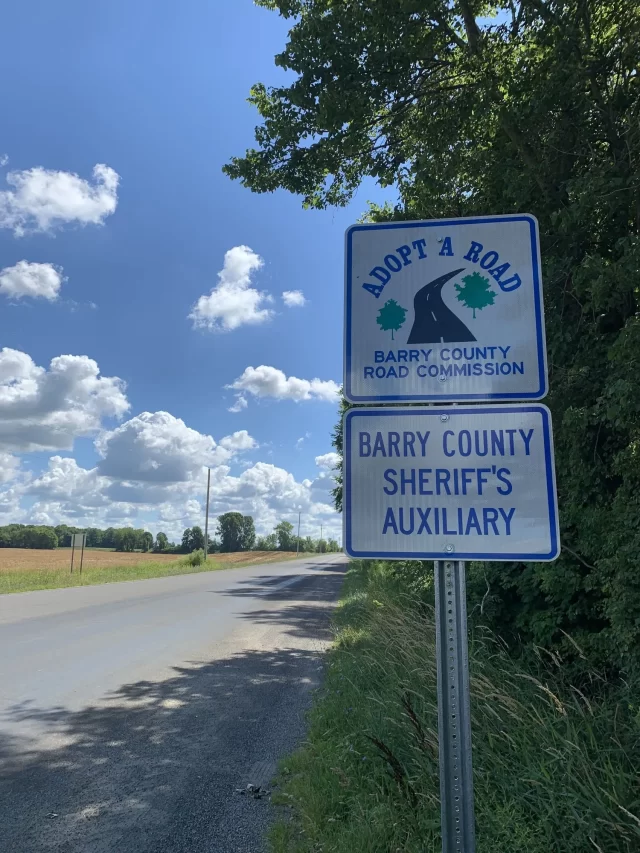 ADOPT A ROAD
BARRY COUNTY
ROAD COMMISSION
BARRY COUNTY
SHERIFF'S
AUXILIARY